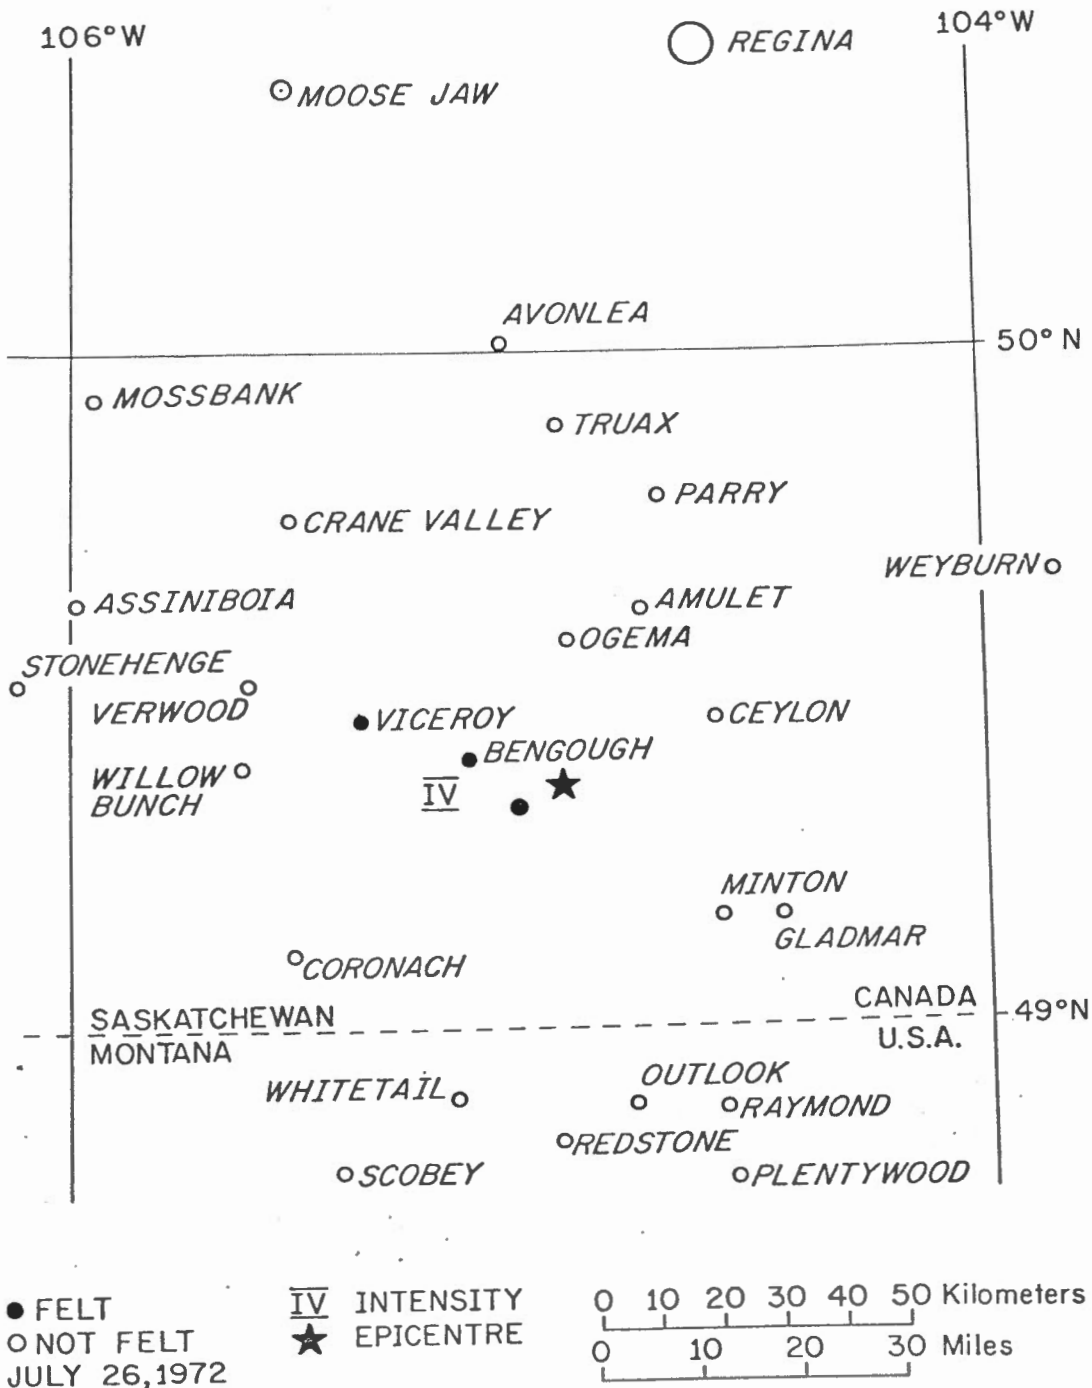 106°W
104°W
REGINA
MOOSE JAW
AVONLEA
50°N
MOSSBANK
TRUAX
PARRY
CRANE VALLEY
WEYBURN
ASSINIBOIA
AMULET
OGEMA
STONEHENGE
VERWOOD
VICEROY
CEYLON
BENGOUGH
WILLOW
BUNCH
IV
MINTON
GLADMAR
CORONACH
SASKATCHEWAN
CANADA
49°N
MONTANA
U.S.A.
WHITETAIL
OUTLOOK
RAYMOND
REDSTONE
SCOBEY
PLENTYWOOD
FELT
NOT FELT
JULY 26,1972
IV INTENSITY
EPICENTRE
0 10 20 30 40 50 Kilometers
0 10 20 30 Miles